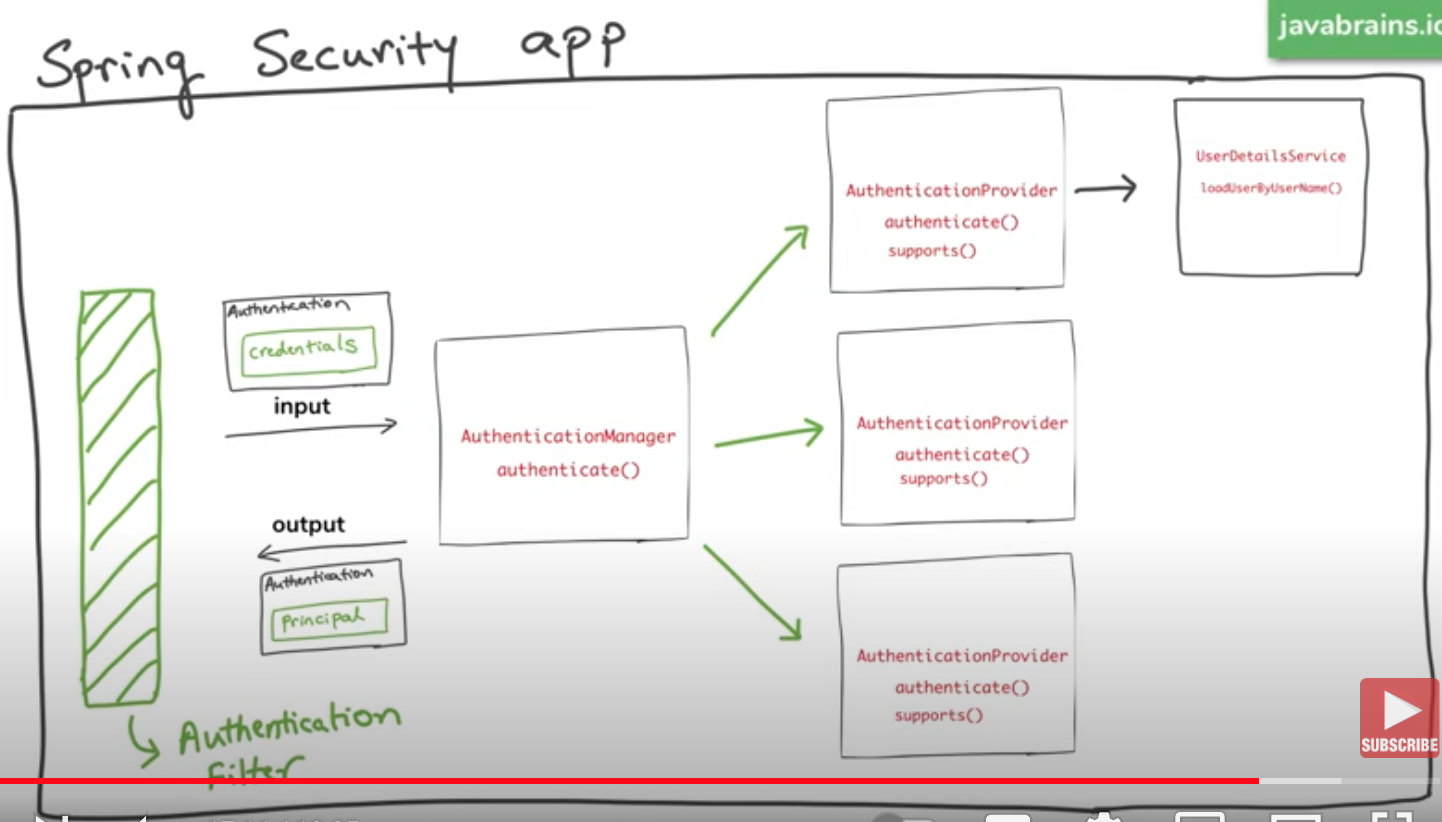 Spring Security app
javabrains.io
AuthenticationProvider
authenticate()
supports()
UserDetailsService
loadUserByUserName()
Authentication
credentials
input
AuthenticationManager
authenticate()
output
Authentication
Principal
AuthenticationProvider
authenticate()
supports()
AuthenticationProvider
authenticate()
supports()
Authentication
Filter
SUBSCRIBE